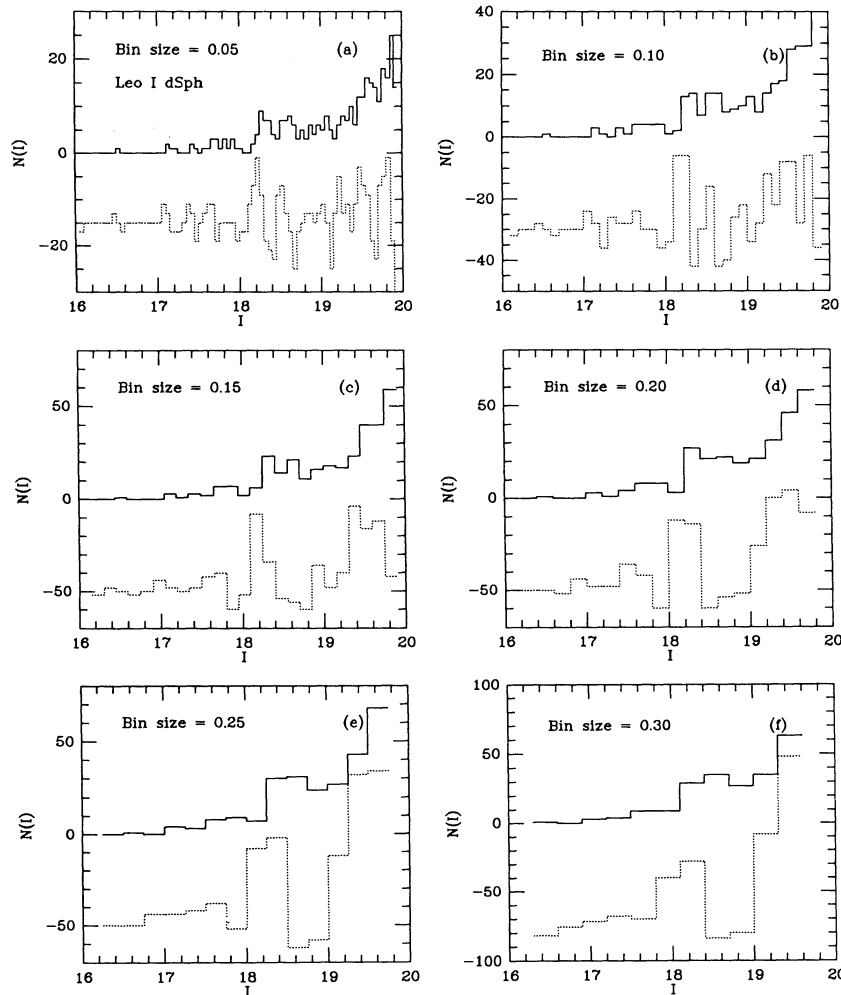 Bin size = 0.05 (a)
Leo I dSph
N(I)
20
0
−20
16 17 18 19 20
I
Bin size = 0.10 (b)
N(I)
40
20
0
−20
−40
16 17 18 19 20
I
Bin size = 0.15 (c)
N(I)
50
0
−50
16 17 18 19 20
I
Bin size = 0.20 (d)
N(I)
50
0
−50
16 17 18 19 20
I
Bin size = 0.25 (e)
N(I)
50
0
−50
16 17 18 19 20
I
Bin size = 0.30 (f)
N(I)
100
50
0
−50
−100
16 17 18 19 20
I